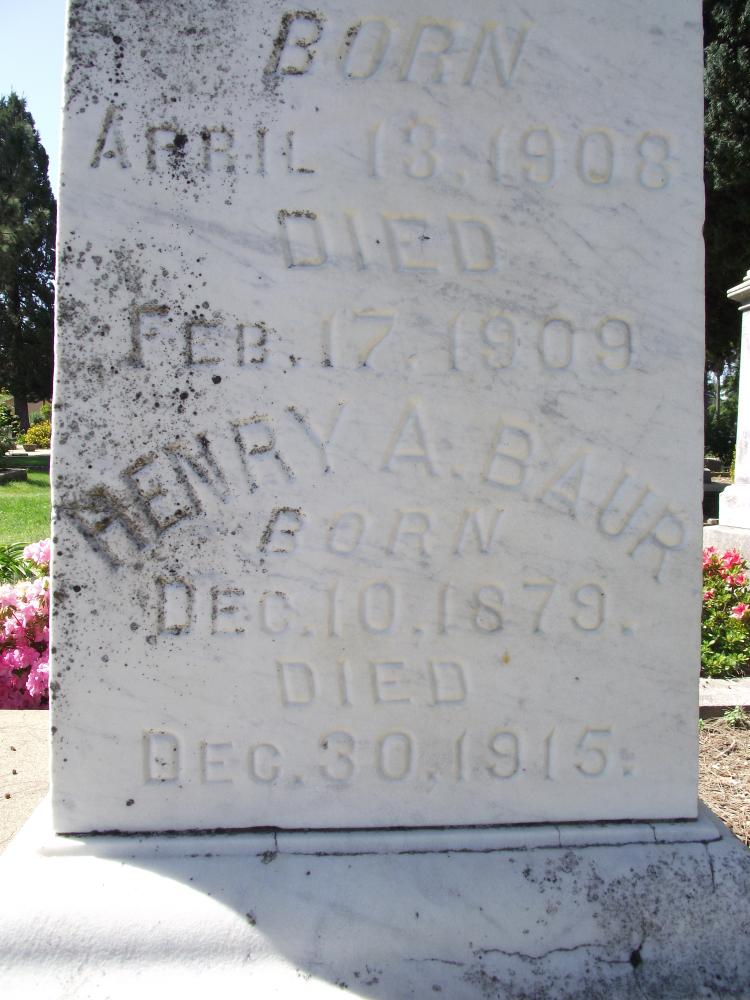 BORN
APRIL 13, 1908
DIED
FEB. 17, 1909
HENRY A. BAUR
BORN
DEC. 10, 1879.
DIED
DEC. 30, 1915.